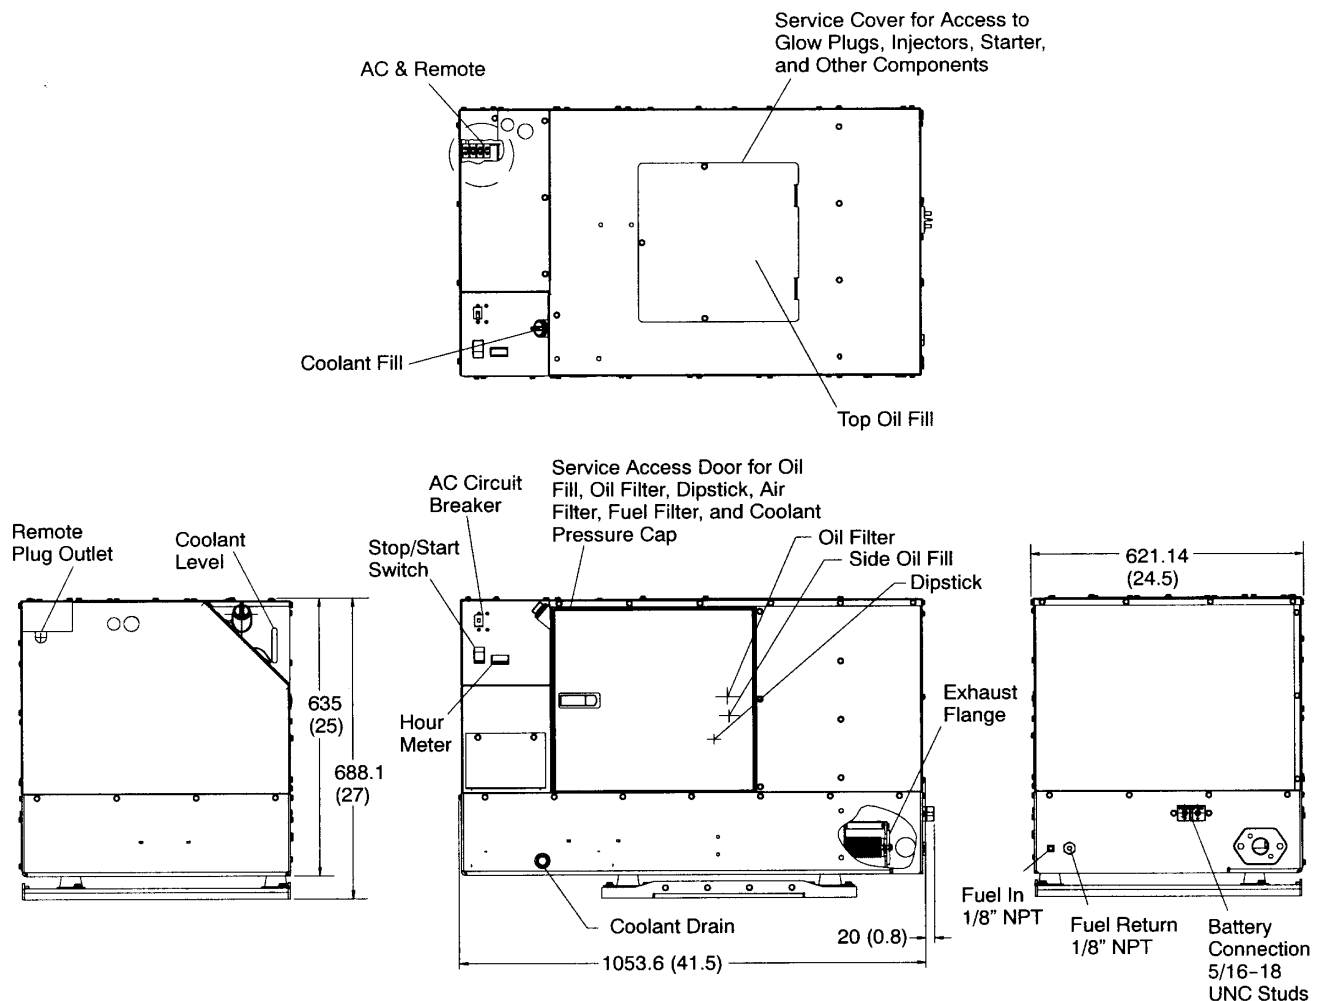 Service Cover for Access to
Glow Plugs, Injectors, Starter,
and Other Components
AC & Remote
Coolant Fill
Top Oil Fill
Service Access Door for Oil
Fill, Oil Filter, Dipstick, Air
Filter, Fuel Filter, and Coolant
Pressure Cap
AC Circuit
Breaker
Stop/Start
Switch
Remote
Plug Outlet
Coolant
Level
Oil Filter
Side Oil Fill
Dipstick
621.14
(24.5)
635
(25)
688.1
(27)
Hour
Meter
Exhaust
Flange
Coolant Drain
20 (0.8)
1053.6 (41.5)
Fuel In
1/8” NPT
Fuel Return
1/8” NPT
Battery
Connection
5/16-18
UNC Studs